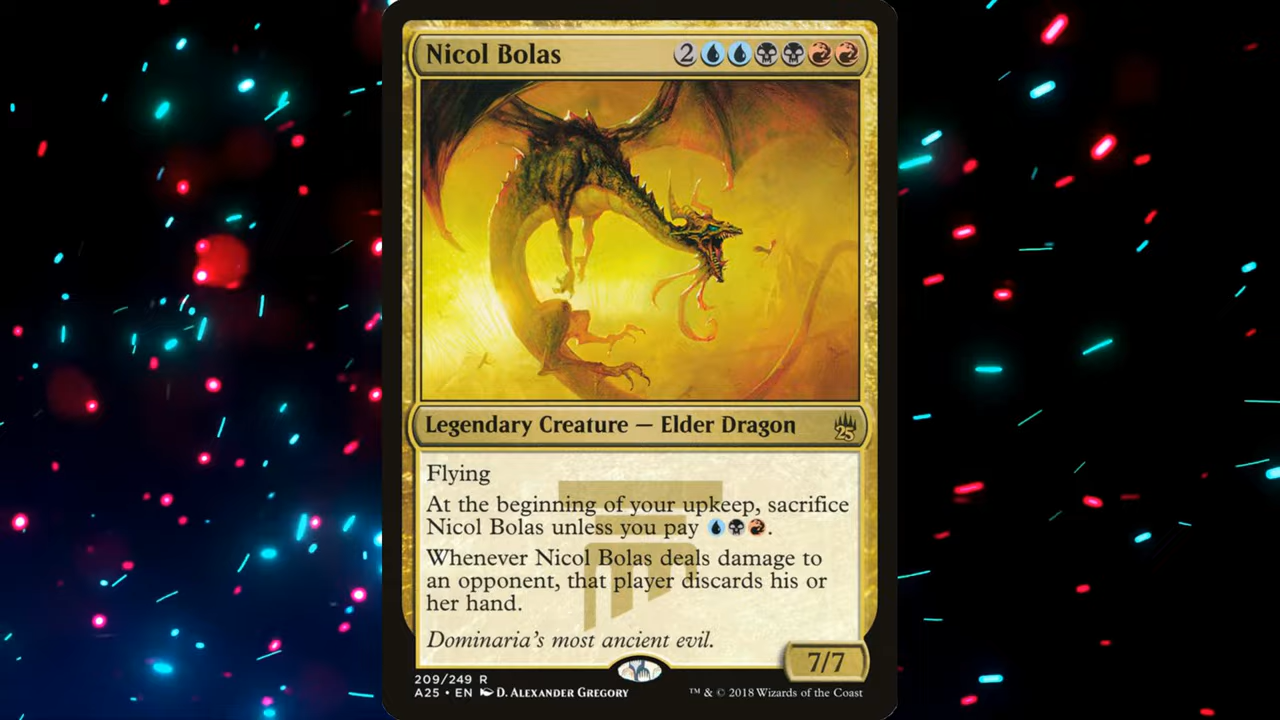 Nicol Bolas 2
Legendary Creature — Elder Dragon 25
Flying
At the beginning of your upkeep, sacrifice
Nicol Bolas unless you pay .
Whenever Nicol Bolas deals damage to
an opponent, that player discards his or
her hand.
Dominaria's most ancient evil.
7/7
209/249 R
A25 • EN D. Alexander Gregory ™ & © 2018 Wizards of the Coast